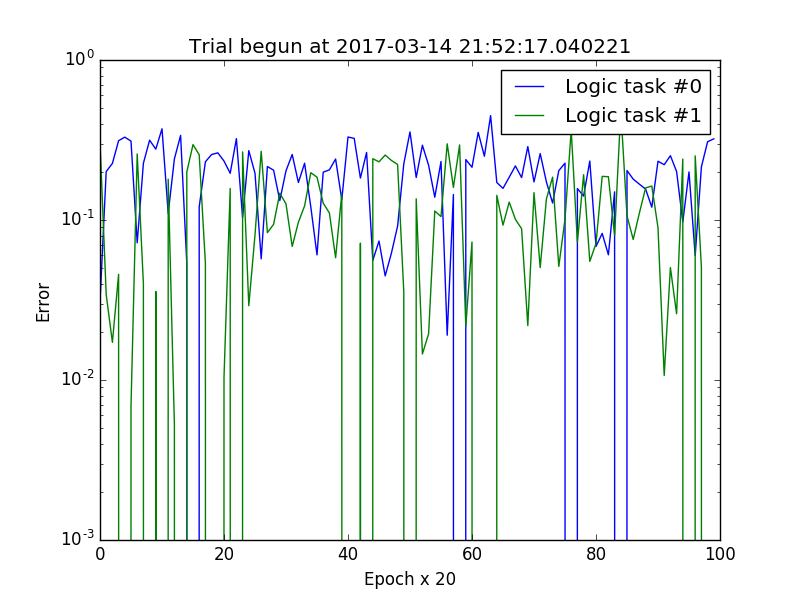 Trial begun at 2017-03-14 21:52:17.040221
Logic task #0
Logic task #1
10^0
10^-1
10^-2
10^-3
Error
0 20 40 60 80 100
Epoch x 20